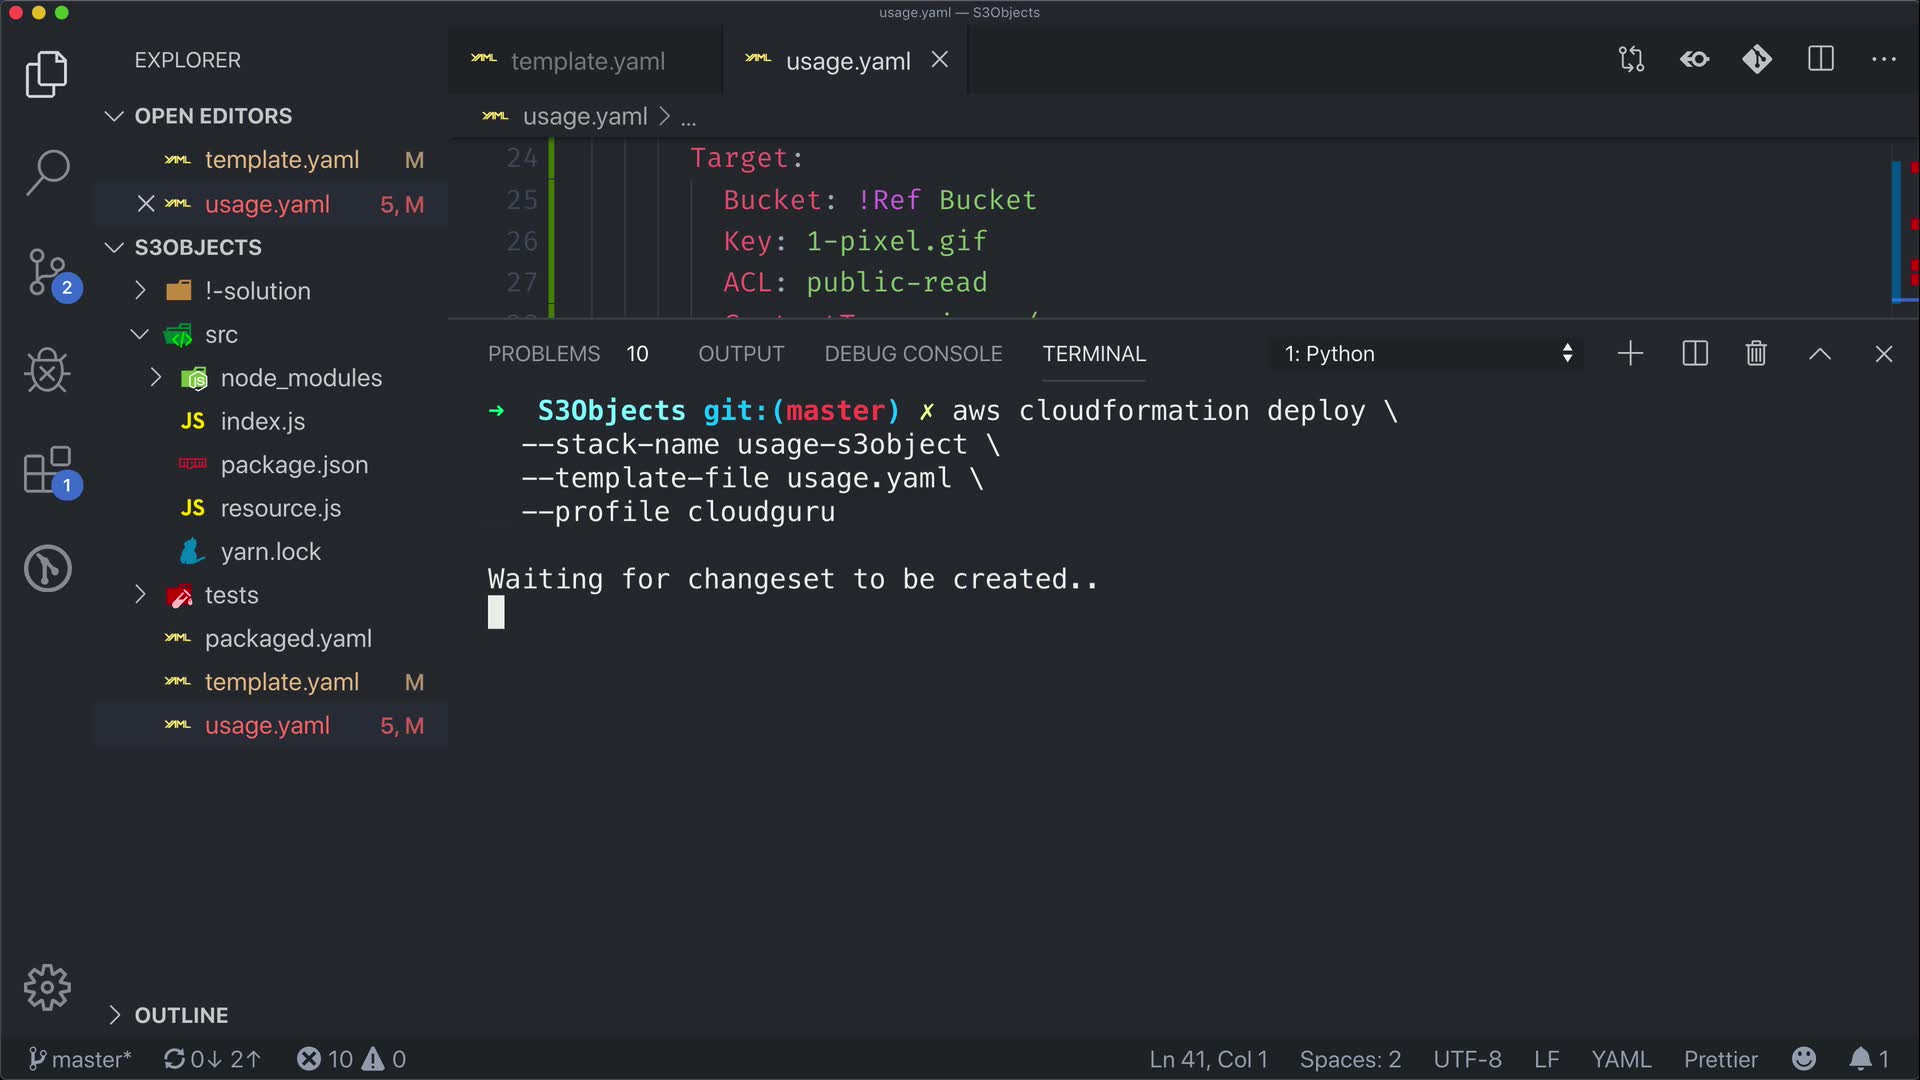 usage.yaml — S3Objects
EXPLORER
OPEN EDITORS
template.yaml M
usage.yaml 5, M
S3OBJECTS
!-solution
src
node_modules
JS index.js
package.json
JS resource.js
yarn.lock
tests
packaged.yaml
template.yaml M
usage.yaml 5, M
OUTLINE
2
1
template.yaml
usage.yaml
usage.yaml > ...
24 Target:
25 Bucket: !Ref Bucket
26 Key: 1-pixel.gif
27 ACL: public-read
PROBLEMS 10 OUTPUT DEBUG CONSOLE TERMINAL 1: Python
→ S3Objects git:(master) ✗ aws cloudformation deploy \
--stack-name usage-s3object \
--template-file usage.yaml \
--profile cloudguru
Waiting for changeset to be created..
master* 0↓ 2↑ 10 0 Ln 41, Col 1 Spaces: 2 UTF-8 LF YAML Prettier 1